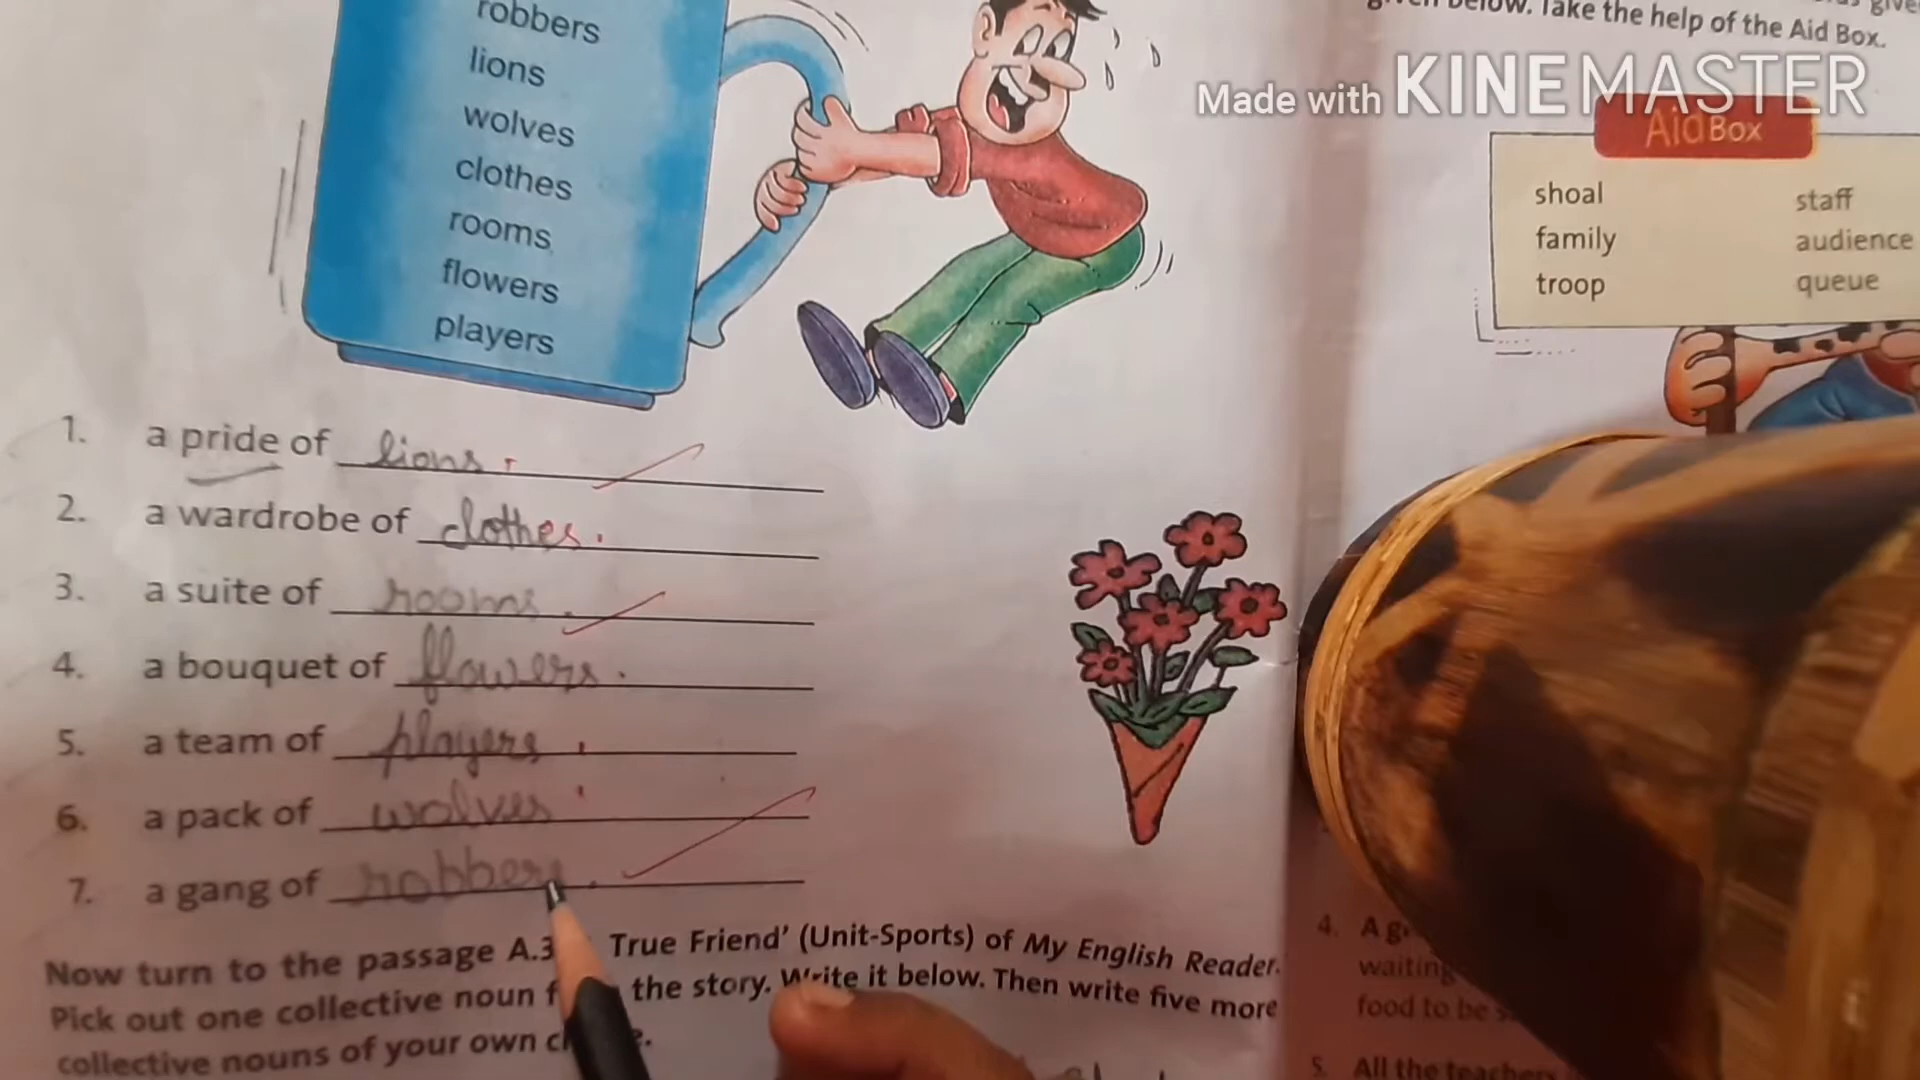 robbers
lions
wolves
clothes
rooms
flowers
players
1. a pride of lions.
2. a wardrobe of clothes.
3. a suite of rooms.
4. a bouquet of flowers.
5. a team of players.
6. a pack of wolves
7. a gang of robbers.
Now turn to the passage A.3 True Friend' (Unit-Sports) of My English Reader.
Pick out one collective noun the story. Write it below. Then write five more
collective nouns of your own
below. Take the help of the Aid Box.
Made with KINEMASTER
Aid Box
shoal staff
family audience
troop queue
4. A
waiting
food to be
5. All the teachers